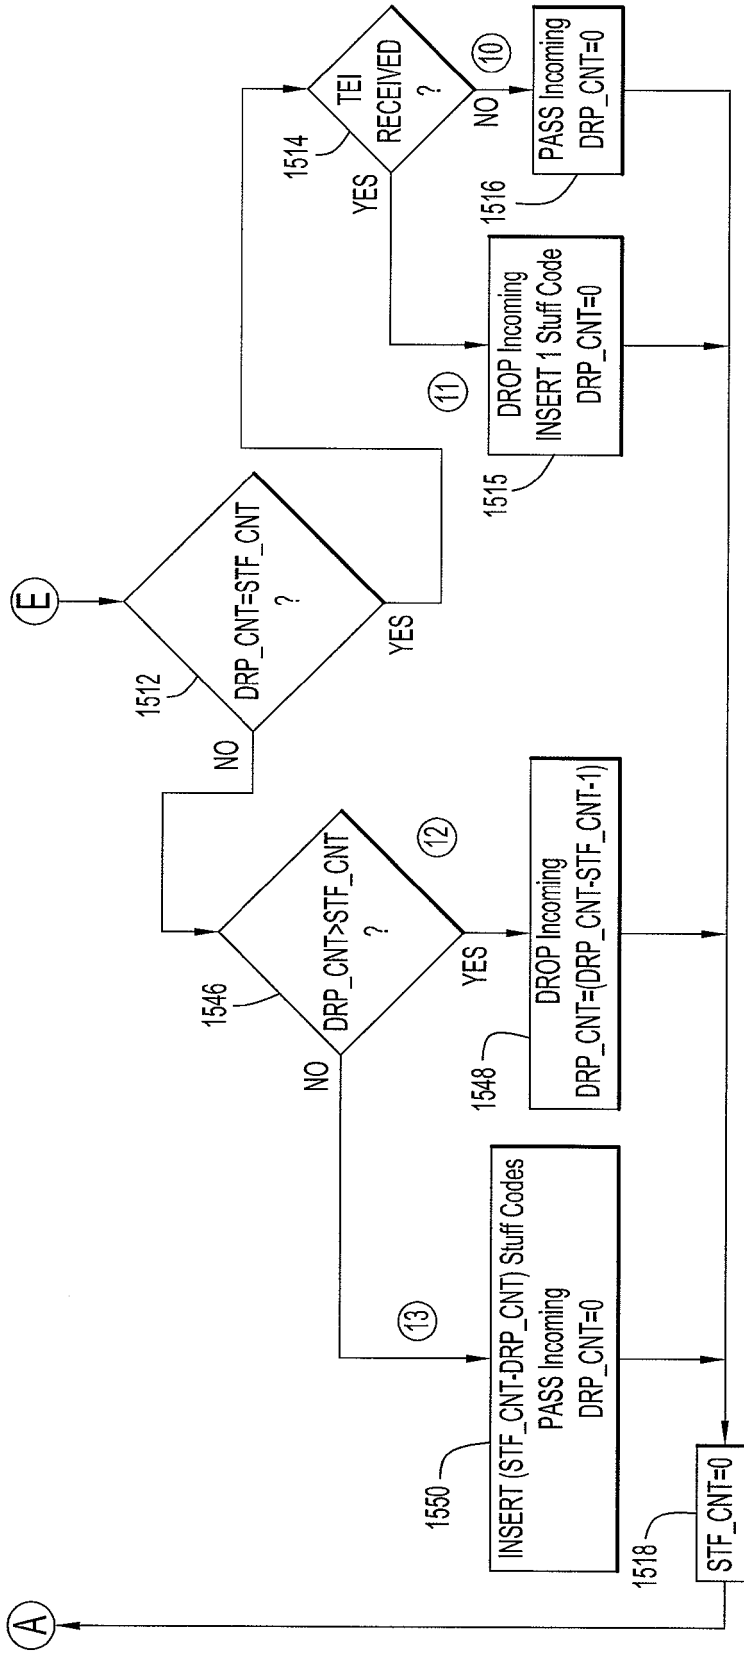 E
1512
DRP_CNT=STF_CNT
?
NO
YES
1514
TEI
RECEIVED
?
YES
NO
10
1516
PASS Incoming
DRP_CNT=0
11
1515
DROP Incoming
INSERT 1 Stuff Code
DRP_CNT=0
1546
DRP_CNT>STF_CNT
?
NO
YES
12
1548
DROP Incoming
DRP_CNT=(DRP_CNT-STF_CNT-1)
13
1550
INSERT (STF_CNT-DRP_CNT) Stuff Codes
PASS Incoming
DRP_CNT=0
1518
STF_CNT=0
A